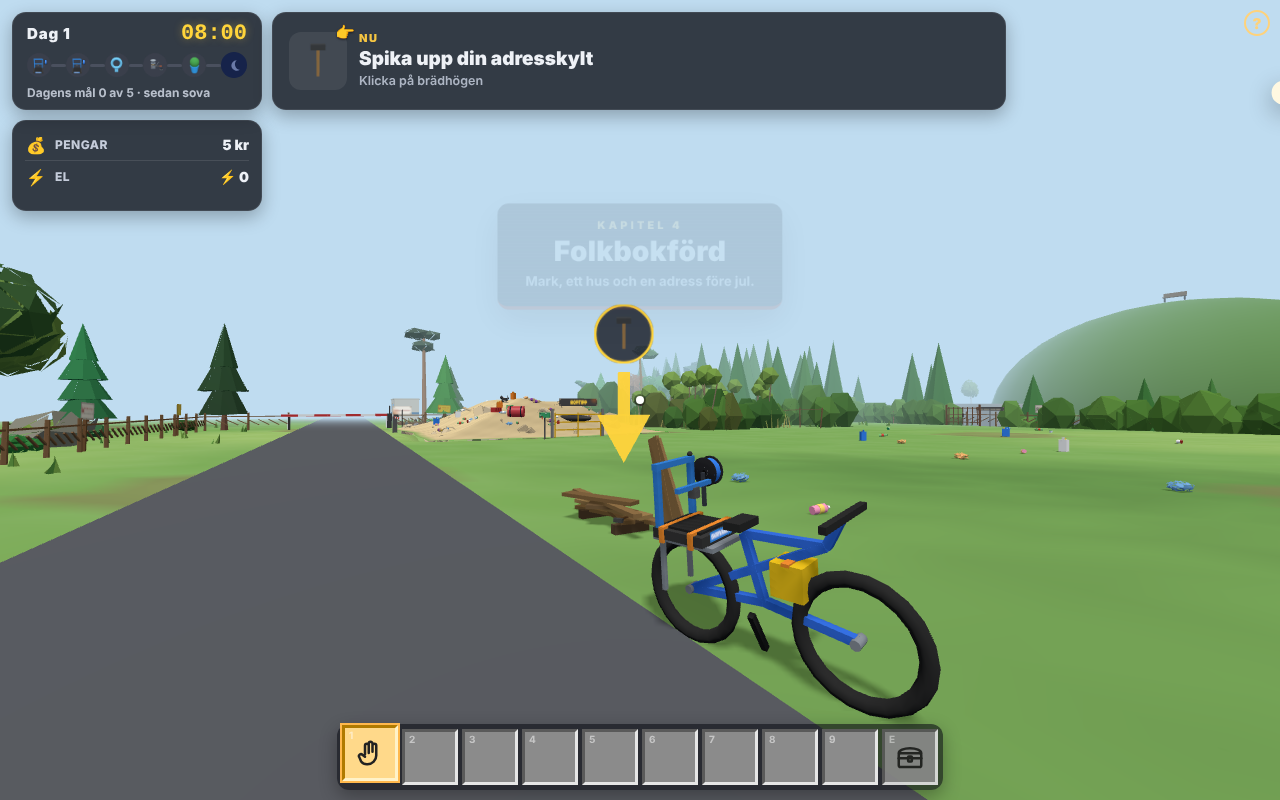 Dag 1
08:00
Dagens mål 0 av 5 · sedan sova
NU
Spika upp din adresskylt
Klicka på brädhögen
PENGAR
5 kr
EL
0
KAPITEL 4
Folkbokförd
Mark, ett hus och en adress före jul.
1
2
3
4
5
6
7
8
9
E